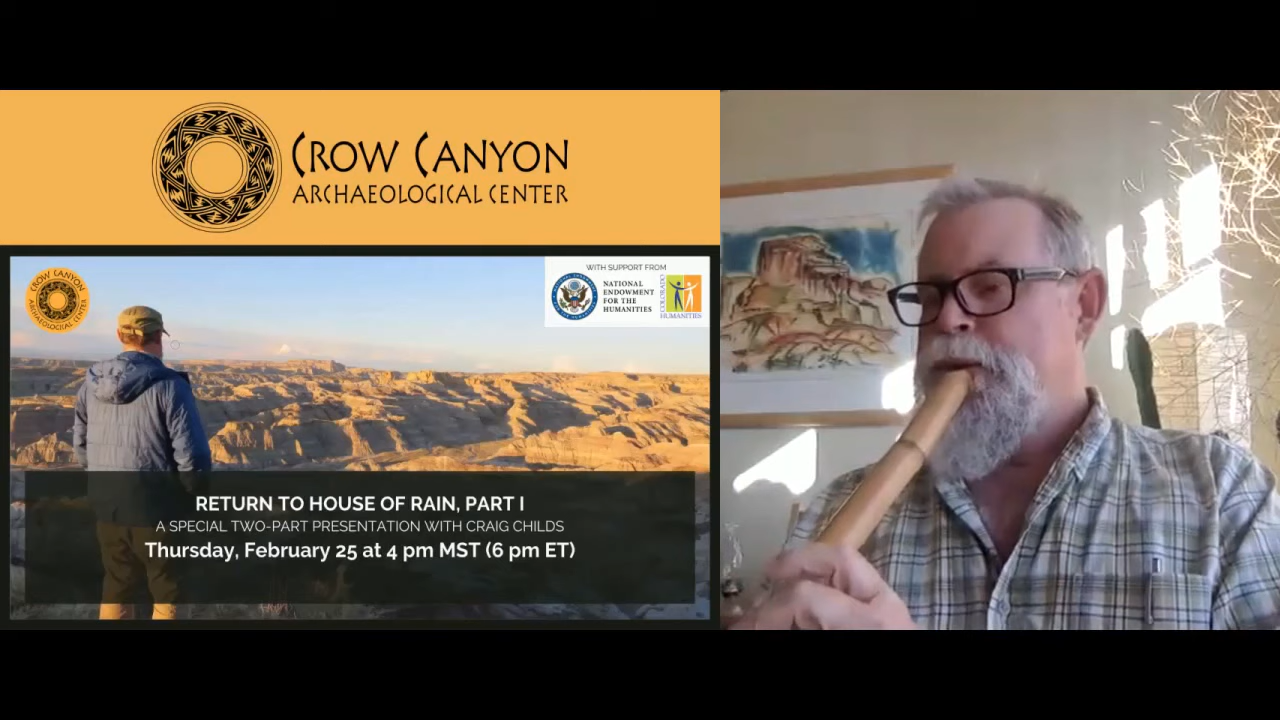 CROW CANYON
ARCHAEOLOGICAL CENTER
CROW CANYON
ARCHAEOLOGICAL CENTER
WITH SUPPORT FROM
NATIONAL
ENDOWMENT
FOR THE
HUMANITIES
COLORADO
HUMANITIES
RETURN TO HOUSE OF RAIN, PART I
A SPECIAL TWO-PART PRESENTATION WITH CRAIG CHILDS
Thursday, February 25 at 4 pm MST (6 pm ET)